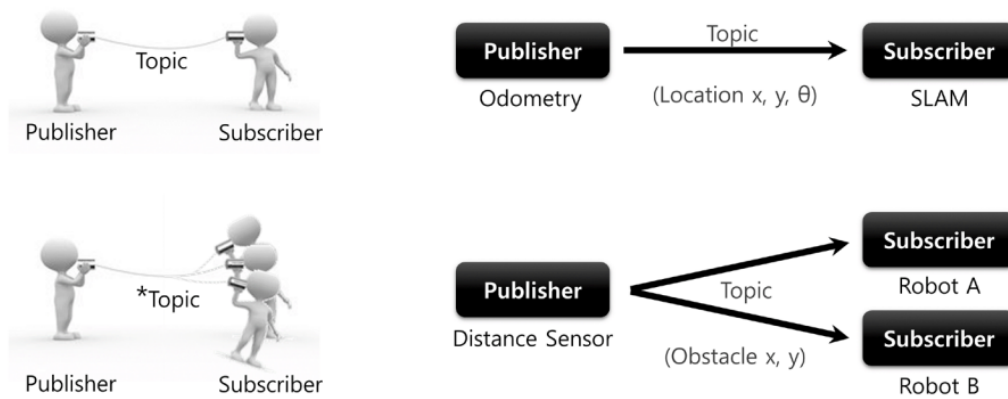 Topic
Publisher
Subscriber
Publisher
Topic
Subscriber
Odometry
(Location x, y, θ)
SLAM
*Topic
Publisher
Subscriber
Publisher
Distance Sensor
Topic
(Obstacle x, y)
Subscriber
Robot A
Subscriber
Robot B